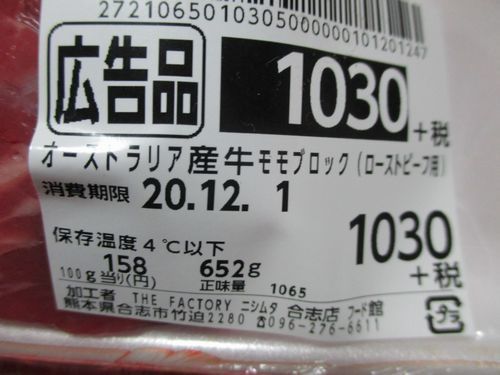 2721065010305000000101201247
広告品 1030
+税
オーストラリア産牛モモブロック(ローストビーフ用)
消費期限 20.12. 1
保存温度4℃以下
158 652g 1030
100g当り(円) 正味量 1065 +税
加工者 THE FACTORY ニシムタ 合志店 フード館
熊本県合志市竹迫2280 ☎096-276-6611
プラ